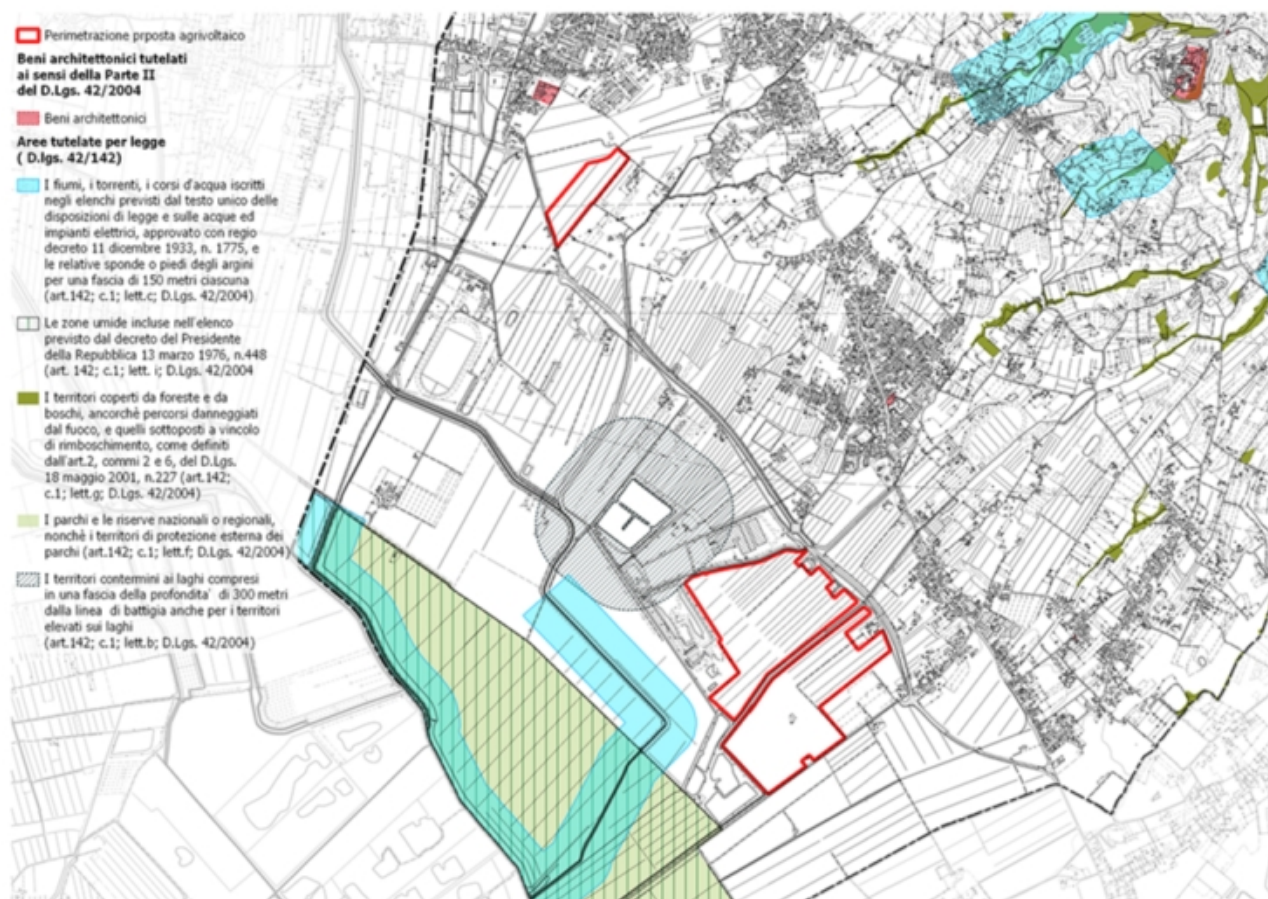 Perimetrazione prposta agrivoltaico
Beni architettonici tutelati
ai sensi della Parte II
del D.Lgs. 42/2004
Beni architettonici
Aree tutelate per legge
( D.lgs. 42/142)
I fiumi, i torrenti, i corsi d'acqua iscritti
negli elenchi previsti dal testo unico delle
disposizioni di legge e sulle acque ed
impianti elettrici, approvato con regio
decreto 11 dicembre 1933, n. 1775, e
le relative sponde o piedi degli argini
per una fascia di 150 metri ciascuna
(art.142; c.1; lett.c; D.Lgs. 42/2004)
Le zone umide incluse nell'elenco
previsto dal decreto del Presidente
della Repubblica 13 marzo 1976, n.448
(art. 142; c.1; lett. i; D.Lgs. 42/2004
I territori coperti da foreste e da
boschi, ancorchè percorsi danneggiati
dal fuoco, e quelli sottoposti a vincolo
di rimboschimento, come definiti
dall'art.2, commi 2 e 6, del D.Lgs.
18 maggio 2001, n.227 (art.142;
c.1; lett.g; D.Lgs. 42/2004)
I parchi e le riserve nazionali o regionali,
nonchè i territori di protezione esterna dei
parchi (art.142; c.1; lett.f; D.Lgs. 42/2004)
I territori contermini ai laghi compresi
in una fascia della profondita' di 300 metri
dalla linea di battigia anche per i territori
elevati sui laghi
(art.142; c.1; lett.b; D.Lgs. 42/2004)